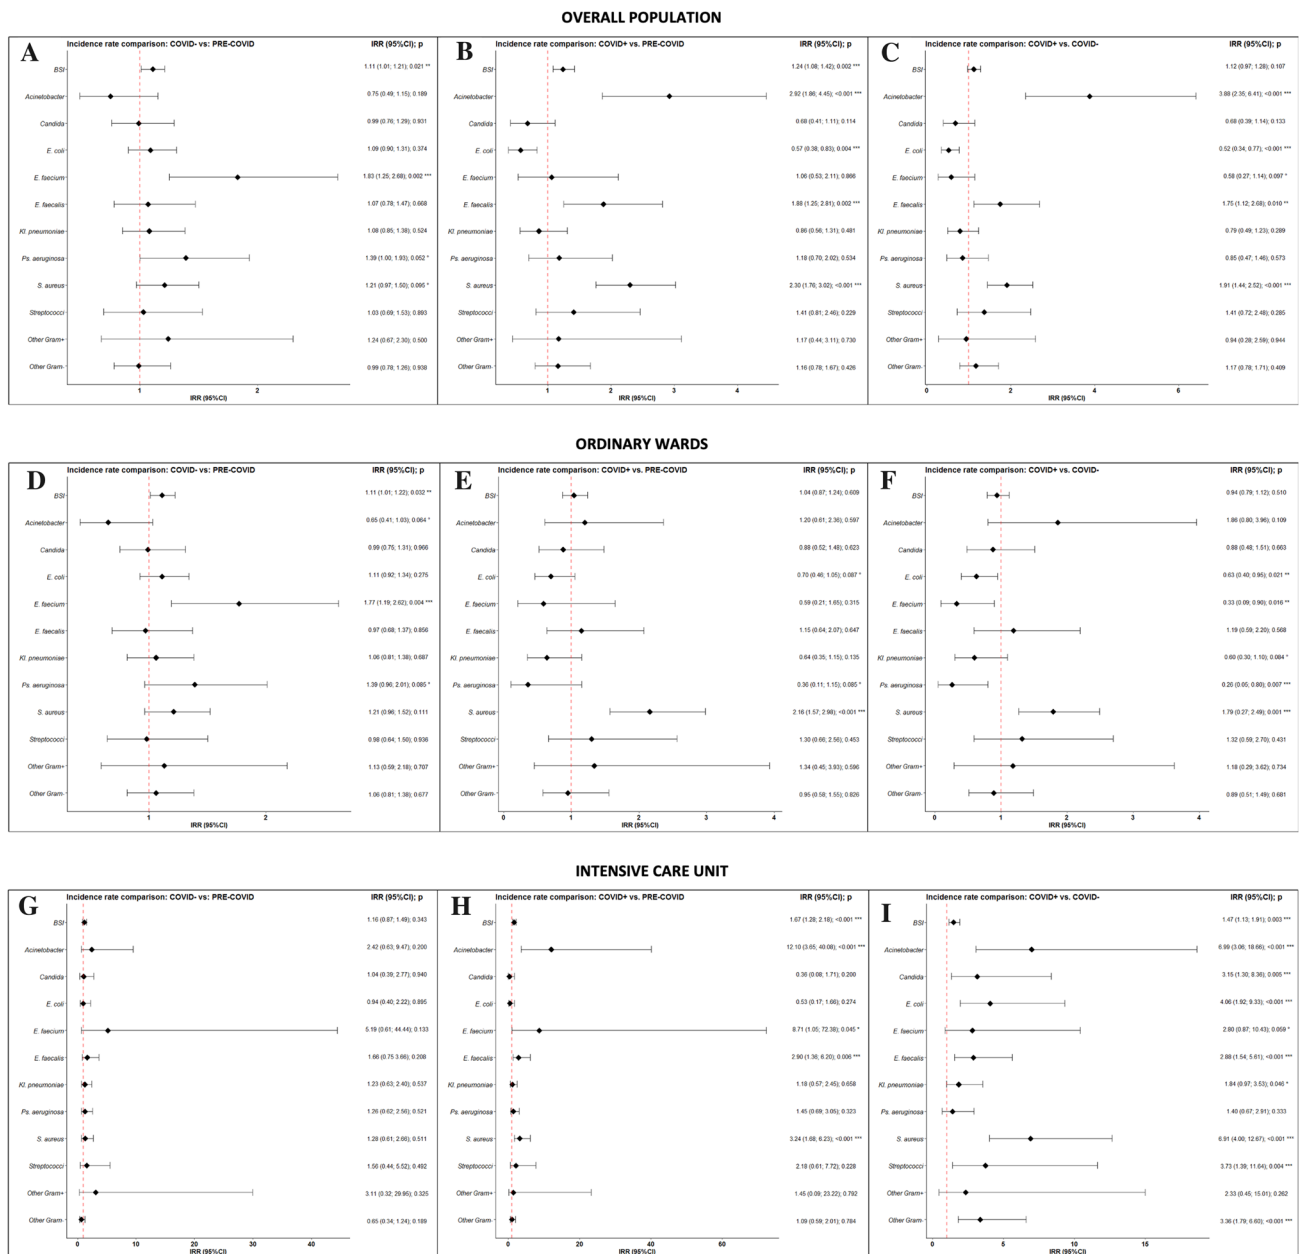 OVERALL POPULATION
A
Incidence rate comparison: COVID- vs: PRE-COVID IRR (95%CI); p
BSI 1.11 (1.01; 1.21); 0.021 **
Acinetobacter 0.75 (0.49; 1.15); 0.189
Candida 0.99 (0.76; 1.29); 0.931
E. coli 1.09 (0.90; 1.31); 0.374
E. faecium 1.83 (1.25; 2.68); 0.002 ***
E. faecalis 1.07 (0.78; 1.47); 0.668
Kl. pneumoniae 1.08 (0.85; 1.38); 0.524
Ps. aeruginosa 1.39 (1.00; 1.93); 0.052 *
S. aureus 1.21 (0.97; 1.50); 0.095 *
Streptococci 1.03 (0.69; 1.53); 0.893
Other Gram+ 1.24 (0.67; 2.30); 0.500
Other Gram- 0.99 (0.78; 1.26); 0.938
1 2
IRR (95%CI)
B
Incidence rate comparison: COVID+ vs. PRE-COVID IRR (95%CI); p
BSI 1.24 (1.08; 1.42); 0.002 ***
Acinetobacter 2.92 (1.86; 4.45); <0.001 ***
Candida 0.68 (0.41; 1.11); 0.114
E. coli 0.57 (0.38; 0.83); 0.004 ***
E. faecium 1.06 (0.53; 2.11); 0.866
E. faecalis 1.88 (1.25; 2.81); 0.002 ***
Kl. pneumoniae 0.86 (0.56; 1.31); 0.481
Ps. aeruginosa 1.18 (0.70; 2.02); 0.534
S. aureus 2.30 (1.76; 3.02); <0.001 ***
Streptococci 1.41 (0.81; 2.46); 0.229
Other Gram+ 1.17 (0.44; 3.11); 0.730
Other Gram- 1.16 (0.78; 1.67); 0.426
1 2 3 4
IRR (95%CI)
C
Incidence rate comparison: COVID+ vs. COVID- IRR (95%CI); p
BSI 1.12 (0.97; 1.28); 0.107
Acinetobacter 3.88 (2.35; 6.41); <0.001 ***
Candida 0.68 (0.39; 1.14); 0.133
E. coli 0.52 (0.34; 0.77); <0.001 ***
E. faecium 0.58 (0.27; 1.14); 0.097 *
E. faecalis 1.75 (1.12; 2.68); 0.010 **
Kl. pneumoniae 0.79 (0.49; 1.23); 0.289
Ps. aeruginosa 0.85 (0.47; 1.46); 0.573
S. aureus 1.91 (1.44; 2.52); <0.001 ***
Streptococci 1.41 (0.72; 2.48); 0.285
Other Gram+ 0.94 (0.28; 2.59); 0.944
Other Gram- 1.17 (0.78; 1.71); 0.409
0 2 4 6
IRR (95%CI)
ORDINARY WARDS
D
Incidence rate comparison: COVID- vs: PRE-COVID IRR (95%CI); p
BSI 1.11 (1.01; 1.22); 0.032 **
Acinetobacter 0.65 (0.41; 1.03); 0.064 *
Candida 0.99 (0.75; 1.31); 0.966
E. coli 1.11 (0.92; 1.34); 0.275
E. faecium 1.77 (1.19; 2.62); 0.004 ***
E. faecalis 0.97 (0.68; 1.37); 0.856
Kl. pneumoniae 1.06 (0.81; 1.38); 0.687
Ps. aeruginosa 1.39 (0.96; 2.01); 0.085 *
S. aureus 1.21 (0.96; 1.52); 0.111
Streptococci 0.98 (0.64; 1.50); 0.936
Other Gram+ 1.13 (0.59; 2.18); 0.707
Other Gram- 1.06 (0.81; 1.38); 0.677
1 2
IRR (95%CI)
E
Incidence rate comparison: COVID+ vs. PRE-COVID IRR (95%CI); p
BSI 1.04 (0.87; 1.24); 0.609
Acinetobacter 1.20 (0.61; 2.36); 0.597
Candida 0.88 (0.52; 1.48); 0.623
E. coli 0.70 (0.46; 1.05); 0.087 *
E. faecium 0.59 (0.21; 1.65); 0.315
E. faecalis 1.15 (0.64; 2.07); 0.647
Kl. pneumoniae 0.64 (0.35; 1.15); 0.135
Ps. aeruginosa 0.36 (0.11; 1.15); 0.085 *
S. aureus 2.16 (1.57; 2.98); <0.001 ***
Streptococci 1.30 (0.66; 2.56); 0.453
Other Gram+ 1.34 (0.45; 3.93); 0.596
Other Gram- 0.95 (0.58; 1.55); 0.826
0 1 2 3 4
IRR (95%CI)
F
Incidence rate comparison: COVID+ vs. COVID- IRR (95%CI); p
BSI 0.94 (0.79; 1.12); 0.510
Acinetobacter 1.86 (0.80; 3.96); 0.109
Candida 0.88 (0.48; 1.51); 0.663
E. coli 0.63 (0.40; 0.95); 0.021 **
E. faecium 0.33 (0.09; 0.90); 0.016 **
E. faecalis 1.19 (0.59; 2.20); 0.568
Kl. pneumoniae 0.60 (0.30; 1.10); 0.084 *
Ps. aeruginosa 0.26 (0.05; 0.80); 0.007 ***
S. aureus 1.79 (0.27; 2.49); 0.001 ***
Streptococci 1.32 (0.59; 2.70); 0.431
Other Gram+ 1.18 (0.29; 3.62); 0.734
Other Gram- 0.89 (0.51; 1.49); 0.681
0 1 2 3 4
IRR (95%CI)
INTENSIVE CARE UNIT
G
Incidence rate comparison: COVID- vs: PRE-COVID IRR (95%CI); p
BSI 1.16 (0.87; 1.49); 0.343
Acinetobacter 2.42 (0.63; 9.47); 0.200
Candida 1.04 (0.39; 2.77); 0.940
E. coli 0.94 (0.40; 2.22); 0.895
E. faecium 5.19 (0.61; 44.44); 0.133
E. faecalis 1.66 (0.75 3.66); 0.208
Kl. pneumoniae 1.23 (0.63; 2.40); 0.537
Ps. aeruginosa 1.26 (0.62; 2.56); 0.521
S. aureus 1.28 (0.61; 2.66); 0.511
Streptococci 1.56 (0.44; 5.52); 0.492
Other Gram+ 3.11 (0.32; 29.95); 0.325
Other Gram- 0.65 (0.34; 1.24); 0.189
0 10 20 30 40
IRR (95%CI)
H
Incidence rate comparison: COVID+ vs. PRE-COVID IRR (95%CI); p
BSI 1.67 (1.28; 2.18); <0.001 ***
Acinetobacter 12.10 (3.65; 40.08); <0.001 ***
Candida 0.36 (0.08; 1.71); 0.200
E. coli 0.53 (0.17; 1.66); 0.274
E. faecium 8.71 (1.05; 72.38); 0.045 *
E. faecalis 2.90 (1.36; 6.20); 0.006 ***
Kl. pneumoniae 1.18 (0.57; 2.45); 0.658
Ps. aeruginosa 1.45 (0.69; 3.05); 0.323
S. aureus 3.24 (1.68; 6.23); <0.001 ***
Streptococci 2.18 (0.61; 7.72); 0.228
Other Gram+ 1.45 (0.09; 23.22); 0.792
Other Gram- 1.09 (0.59; 2.01); 0.784
0 20 40 60
IRR (95%CI)
I
Incidence rate comparison: COVID+ vs. COVID- IRR (95%CI); p
BSI 1.47 (1.13; 1.91); 0.003 ***
Acinetobacter 6.99 (3.06; 18.66); <0.001 ***
Candida 3.15 (1.30; 8.36); 0.005 ***
E. coli 4.06 (1.92; 9.33); <0.001 ***
E. faecium 2.80 (0.87; 10.43); 0.059 *
E. faecalis 2.88 (1.54; 5.61); <0.001 ***
Kl. pneumoniae 1.84 (0.97; 3.53); 0.046 *
Ps. aeruginosa 1.40 (0.67; 2.91); 0.333
S. aureus 6.91 (4.00; 12.67); <0.001 ***
Streptococci 3.73 (1.39; 11.64); 0.004 ***
Other Gram+ 2.33 (0.45; 15.01); 0.262
Other Gram- 3.36 (1.79; 6.60); <0.001 ***
0 5 10 15
IRR (95%CI)